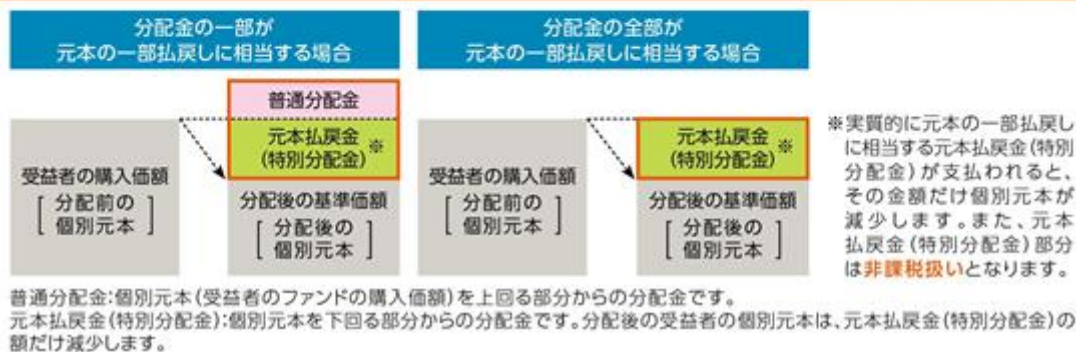 分配金の一部が
元本の一部払戻しに相当する場合
分配金の全部が
元本の一部払戻しに相当する場合
普通分配金
元本払戻金
(特別分配金)※
受益者の購入価額
[分配前の
個別元本]
分配後の基準価額
[分配後の
個別元本]
元本払戻金
(特別分配金)※
受益者の購入価額
[分配前の
個別元本]
分配後の基準価額
[分配後の
個別元本]
※実質的に元本の一部払戻し
に相当する元本払戻金(特別
分配金)が支払われると、
その金額だけ個別元本が
減少します。また、元本
払戻金(特別分配金)部分
は非課税扱いとなります。
普通分配金:個別元本(受益者のファンドの購入価額)を上回る部分からの分配金です。
元本払戻金(特別分配金):個別元本を下回る部分からの分配金です。分配後の受益者の個別元本は、元本払戻金(特別分配金)の
額だけ減少します。